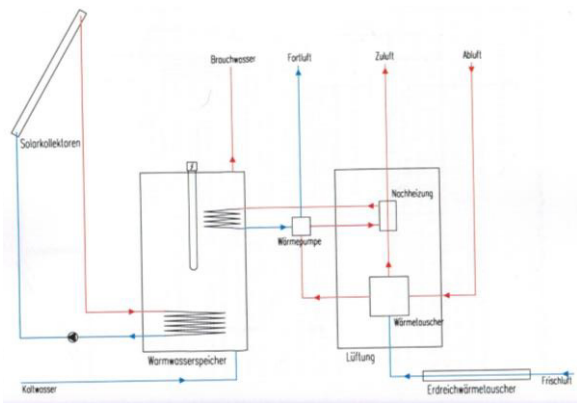 Brauchwasser
Fortluft
Zuluft
Abluft
Solarkollektoren
Nachheizung
Wärmepumpe
Wärmetauscher
Warmwasserspeicher
Lüftung
Kaltwasser
Erdreichwärmetauscher
Frischluft